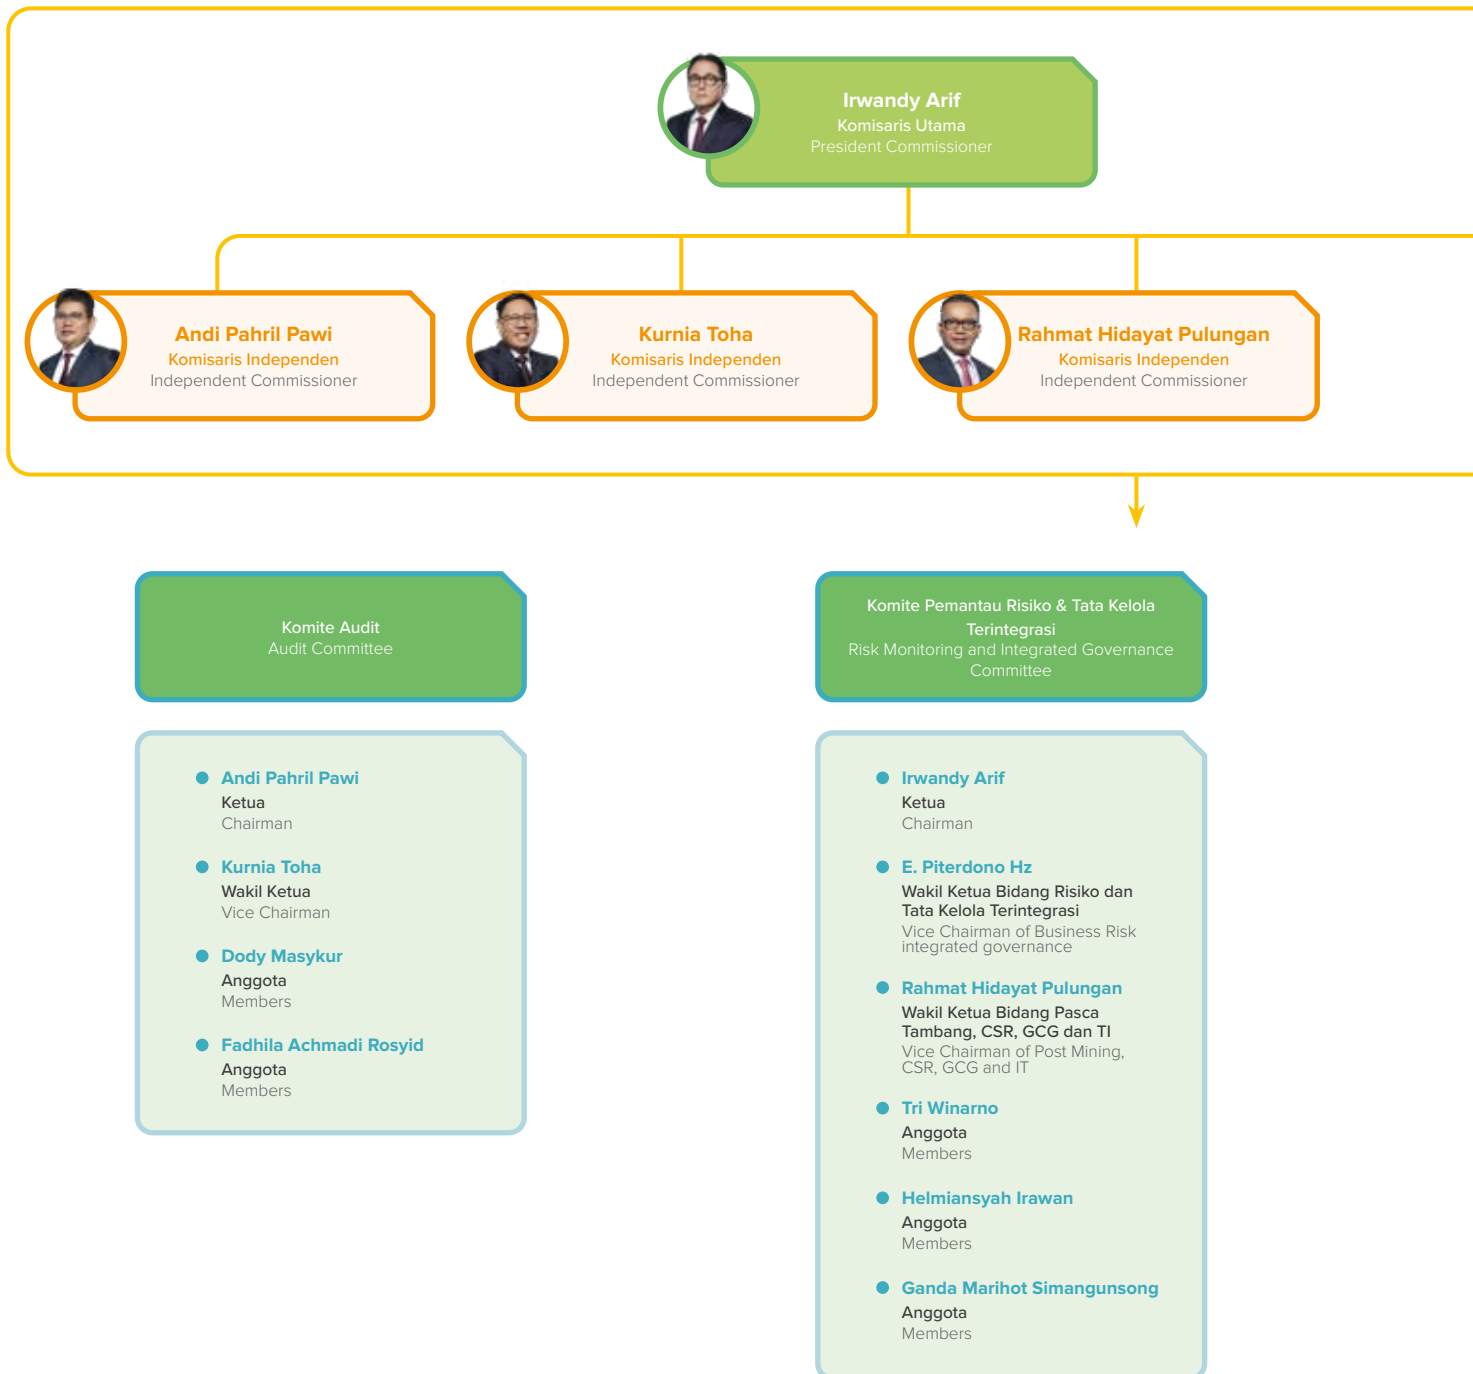 Irwandy Arif
Komisaris Utama
President Commissioner
Andi Pahril Pawi
Komisaris Independen
Independent Commissioner
Kurnia Toha
Komisaris Independen
Independent Commissioner
Rahmat Hidayat Pulungan
Komisaris Independen
Independent Commissioner
Komite Audit
Audit Committee
Andi Pahril Pawi
Ketua
Chairman
Kurnia Toha
Wakil Ketua
Vice Chairman
Dody Masykur
Anggota
Members
Fadhila Achmadi Rosyid
Anggota
Members
Komite Pemantau Risiko & Tata Kelola
Terintegrasi
Risk Monitoring and Integrated Governance
Committee
Irwandy Arif
Ketua
Chairman
E. Piterdono Hz
Wakil Ketua Bidang Risiko dan
Tata Kelola Terintegrasi
Vice Chairman of Business Risk
integrated governance
Rahmat Hidayat Pulungan
Wakil Ketua Bidang Pasca
Tambang, CSR, GCG dan TI
Vice Chairman of Post Mining,
CSR, GCG and IT
Tri Winarno
Anggota
Members
Helmiansyah Irawan
Anggota
Members
Ganda Marihot Simangunsong
Anggota
Members